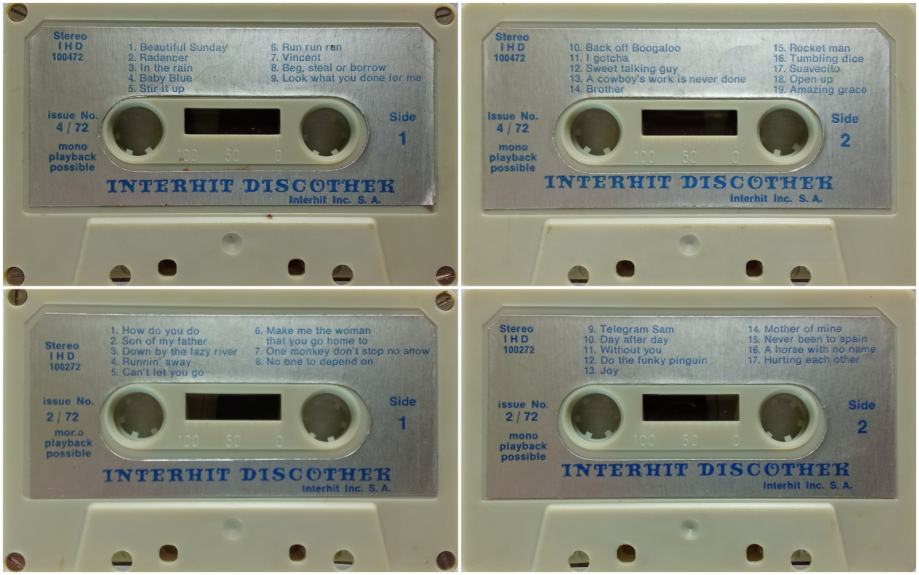 Stereo
I H D
100472
1. Beautiful Sunday
2. Radancer
3. In the rain
4. Baby Blue
5. Stir it up
6. Run run run
7. Vincent
8. Beg, steal or borrow
9. Look what you done for me
issue No.
4 / 72
mono
playback
possible
Side
1
100 50 0
INTERHIT DISCOTHEK
Interhit Inc. S. A.
Stereo
I H D
100472
10. Back off Boogaloo
11. I gotcha
12. Sweet talking guy
13. A cowboy's work is never done
14. Brother
15. Rocket man
16. Tumbling dice
17. Suavecito
18. Open up
19. Amazing grace
issue No.
4 / 72
mono
playback
possible
Side
2
100 50 0
INTERHIT DISCOTHEK
Interhit Inc. S. A.
Stereo
I H D
100272
1. How do you do
2. Son of my father
3. Down by the lazy river
4. Runnin' away
5. Can't let you go
6. Make me the woman
that you go home to
7. One monkey don't stop no show
8. No one to depend on
issue No.
2 / 72
mono
playback
possible
Side
1
100 50 0
INTERHIT DISCOTHEK
Interhit Inc. S. A.
Stereo
I H D
100272
9. Telegram Sam
10. Day after day
11. Without you
12. Do the funky pinguin
13. Joy
14. Mother of mine
15. Never been to spain
16. A horse with no name
17. Hurting each other
issue No.
2 / 72
mono
playback
possible
Side
2
100 50 0
INTERHIT DISCOTHEK
Interhit Inc. S. A.